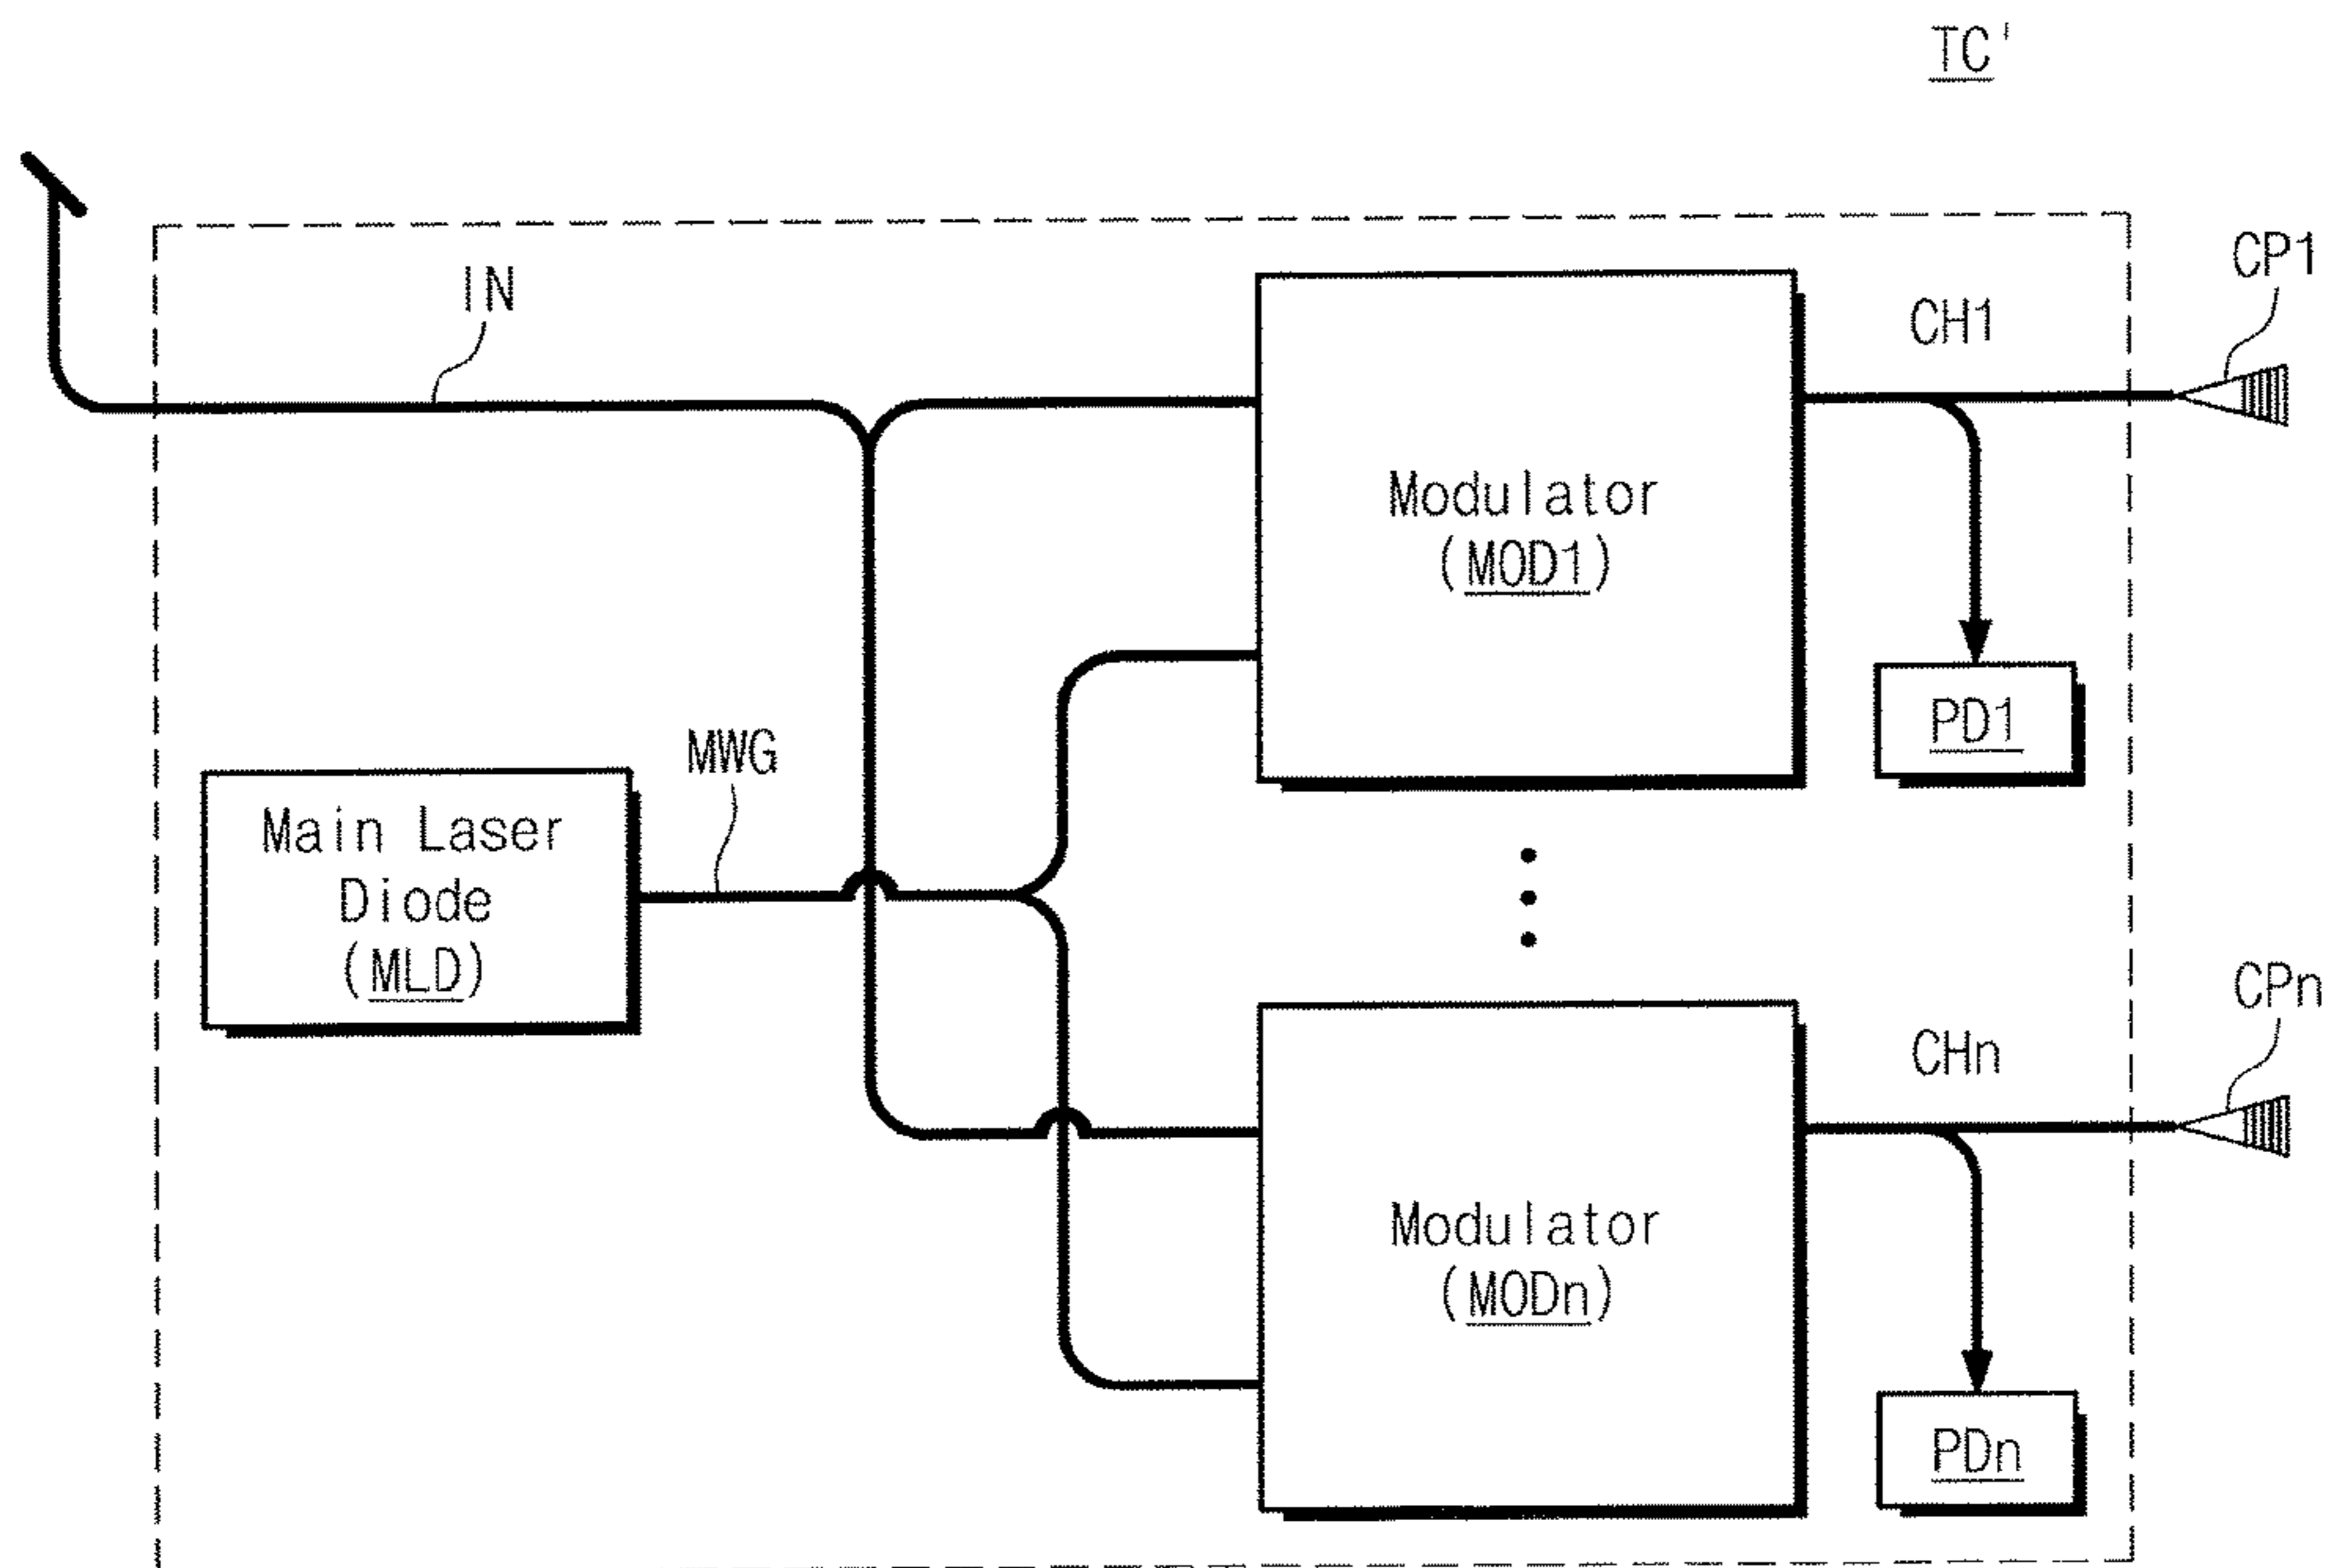 TC'
IN
CP1
CH1
Modulator
(MOD1)
PD1
MWG
Main Laser
Diode
(MLD)
CPn
CHn
Modulator
(MODn)
PDn